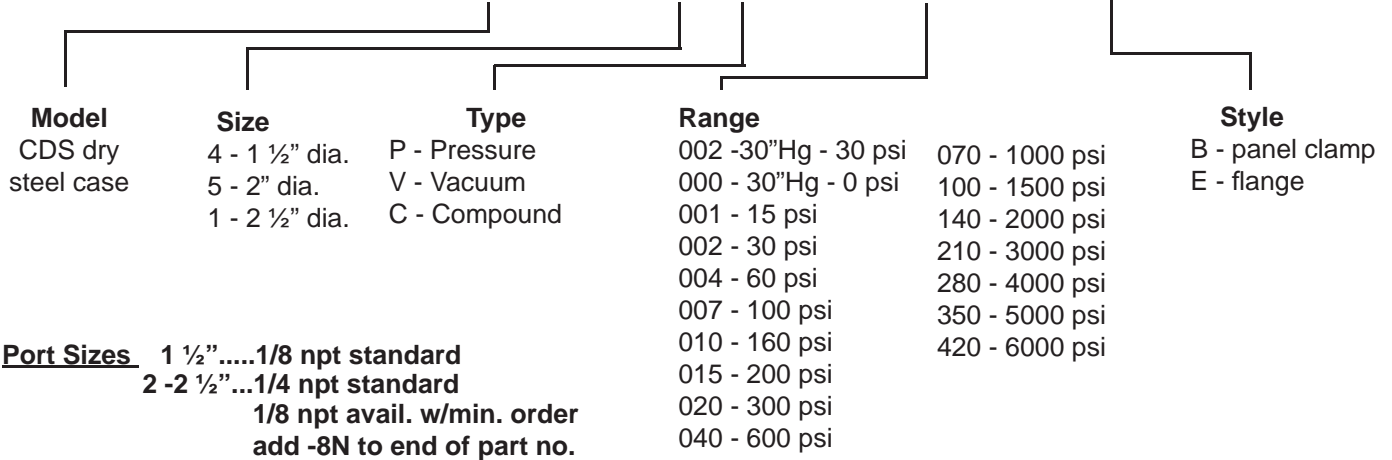 Model
CDS dry
steel case
Size
4 - 1 ½” dia.
5 - 2” dia.
1 - 2 ½” dia.
Type
P - Pressure
V - Vacuum
C - Compound
Range
002 -30”Hg - 30 psi
000 - 30”Hg - 0 psi
001 - 15 psi
002 - 30 psi
004 - 60 psi
007 - 100 psi
010 - 160 psi
015 - 200 psi
020 - 300 psi
040 - 600 psi
070 - 1000 psi
100 - 1500 psi
140 - 2000 psi
210 - 3000 psi
280 - 4000 psi
350 - 5000 psi
420 - 6000 psi
Style
B - panel clamp
E - flange
Port Sizes 1 ½”.....1/8 npt standard
2 -2 ½”...1/4 npt standard
1/8 npt avail. w/min. order
add -8N to end of part no.